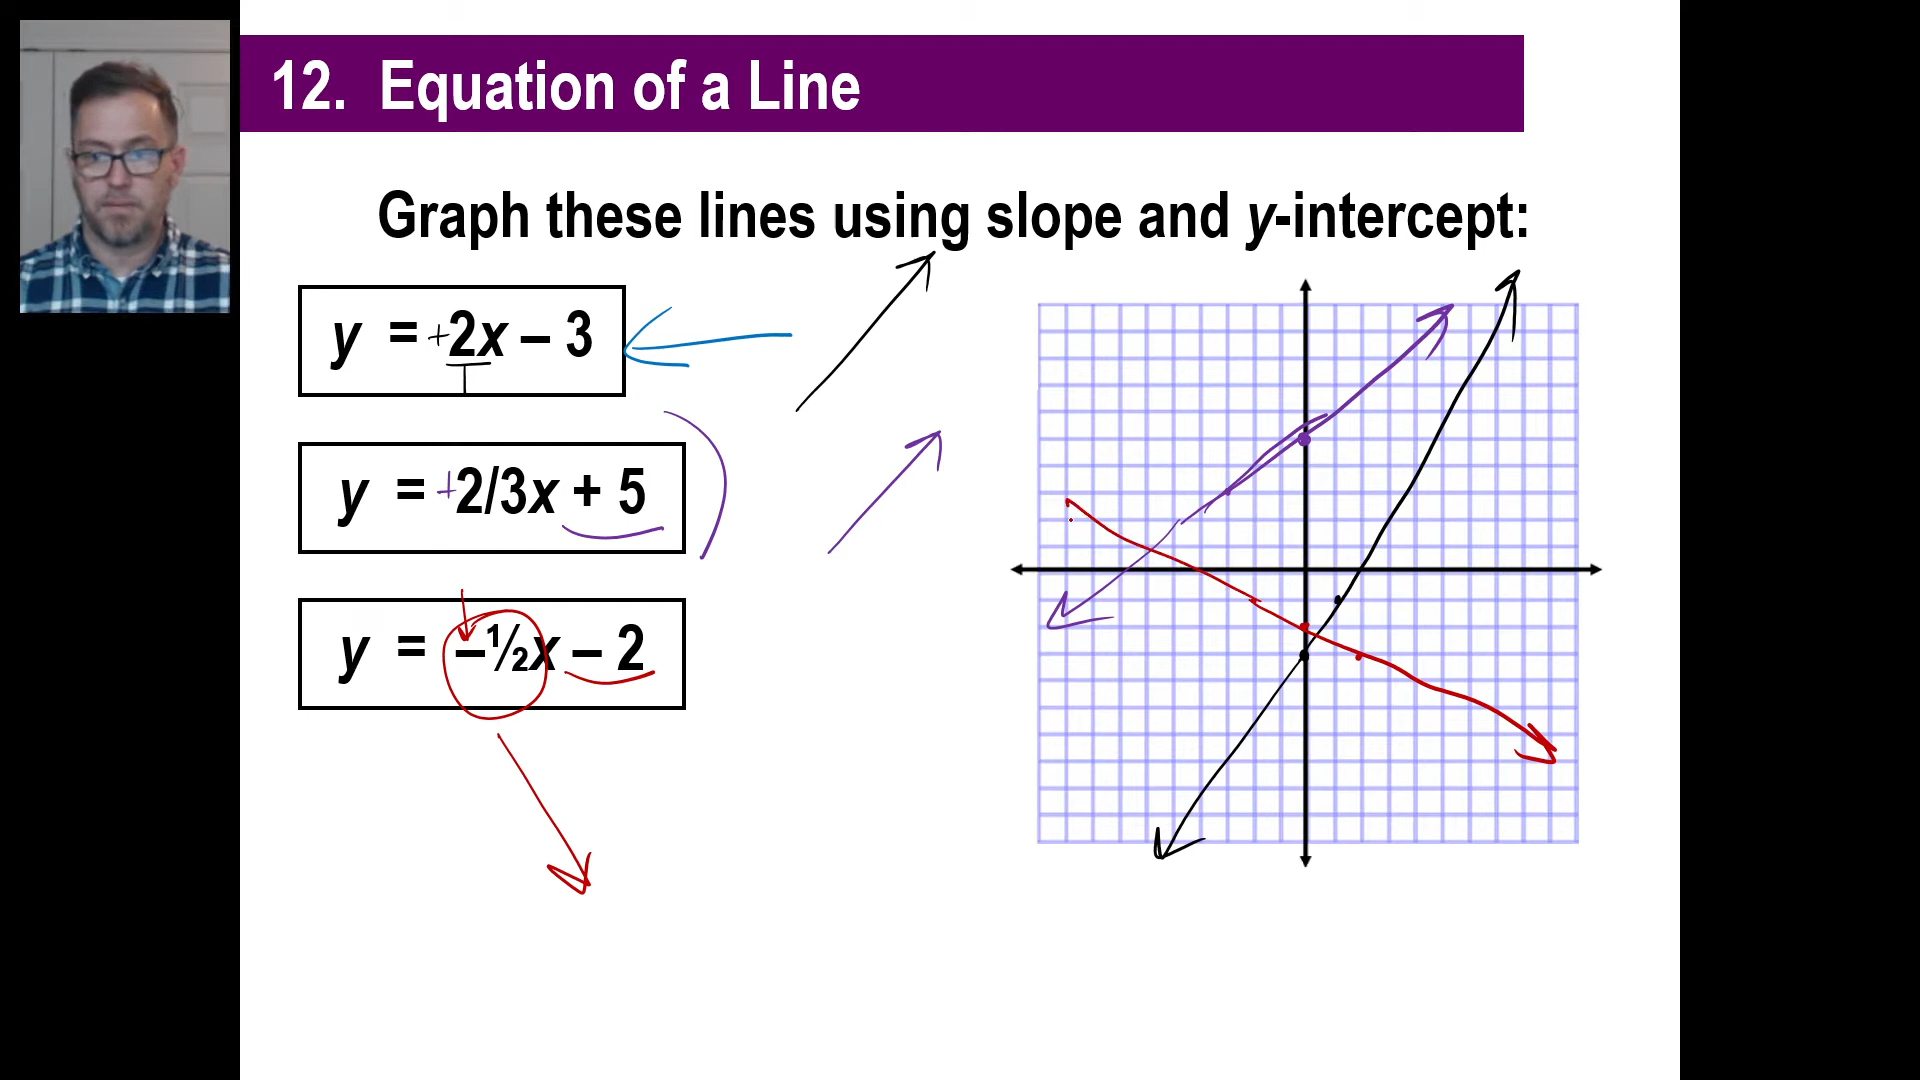 12. Equation of a Line
Graph these lines using slope and y-intercept:
y = +2x – 3
1
y = +2/3x + 5
y = –½x – 2